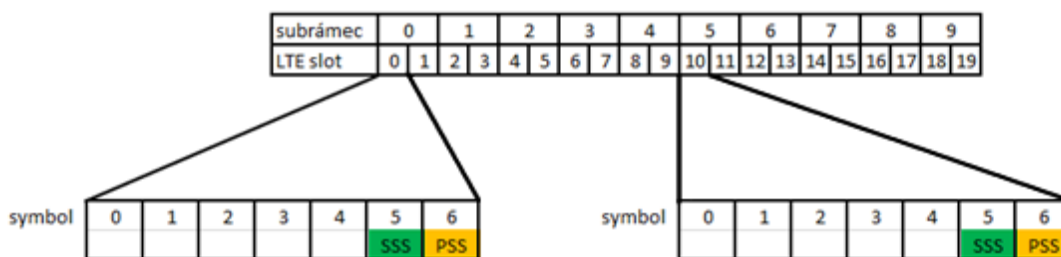 subrámec 0 1 2 3 4 5 6 7 8 9
LTE slot 0 1 2 3 4 5 6 7 8 9 10 11 12 13 14 15 16 17 18 19
symbol 0 1 2 3 4 5 6 symbol 0 1 2 3 4 5 6
SSS PSS SSS PSS